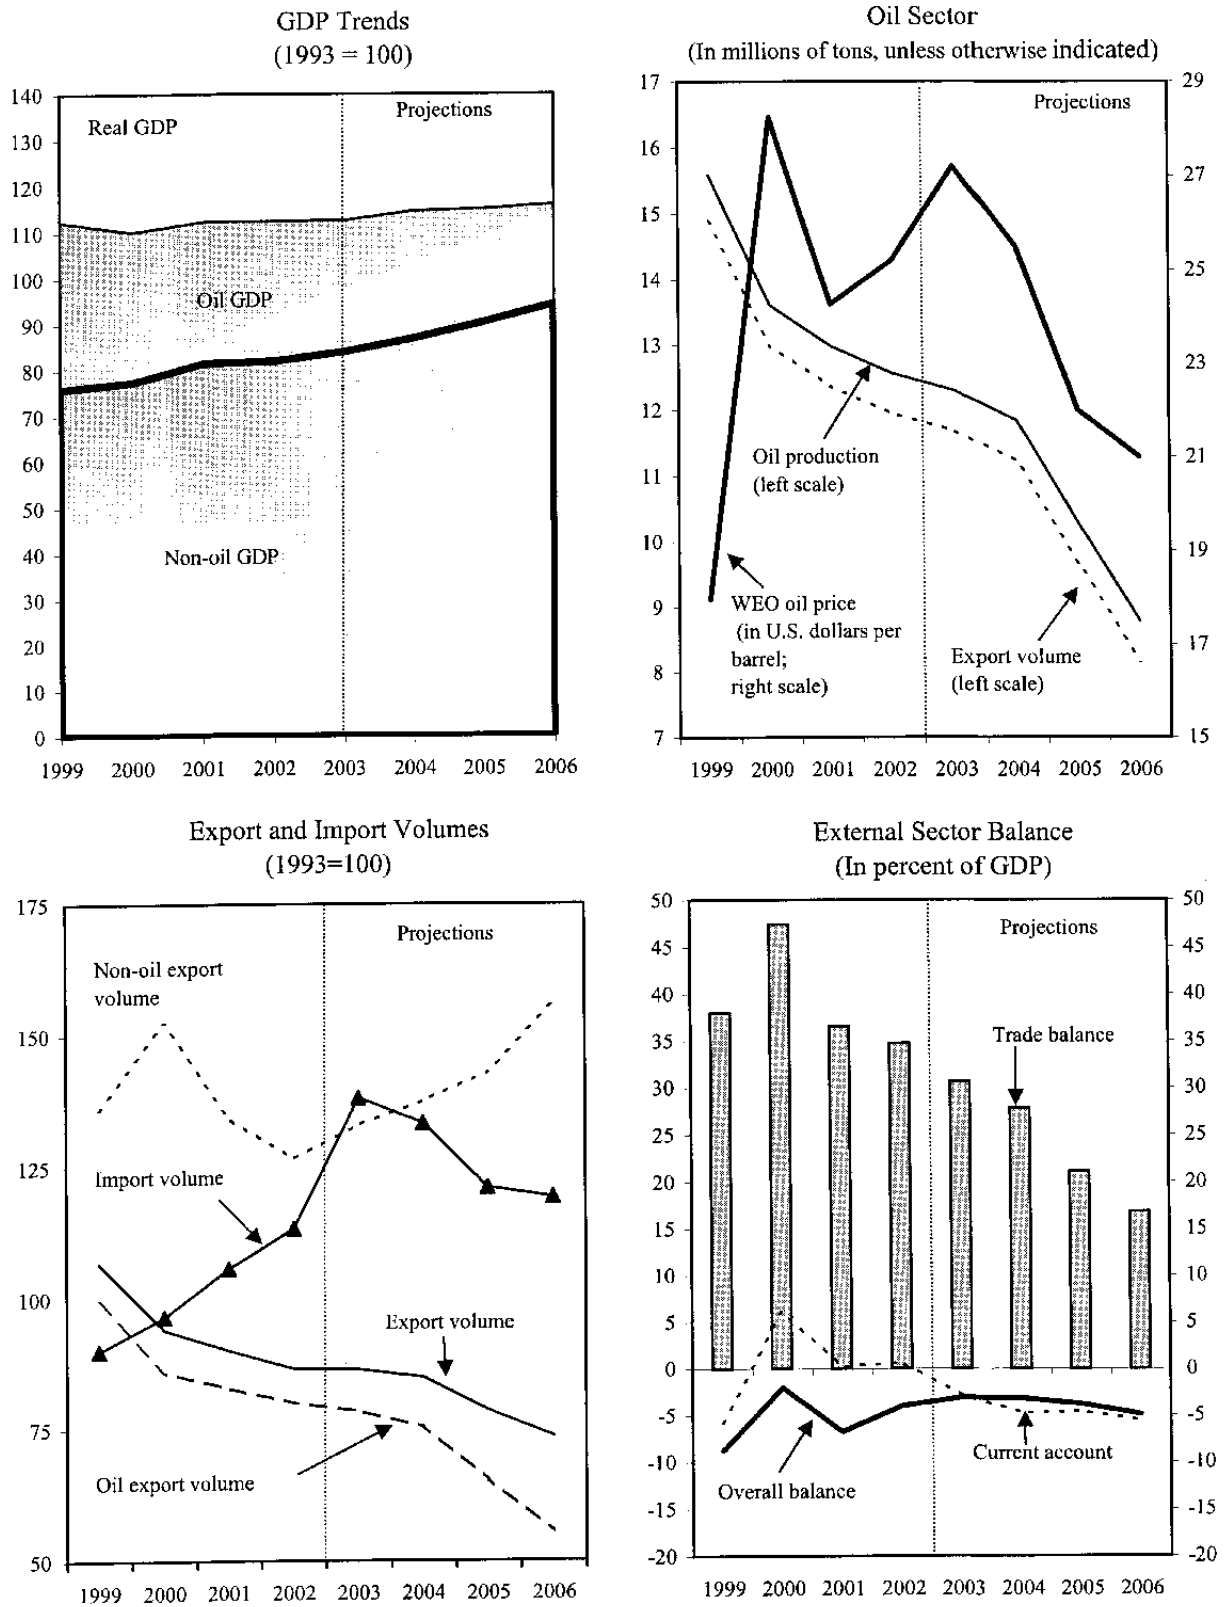 GDP Trends
(1993 = 100)
140
130
120
110
100
90
80
70
60
50
40
30
20
10
0
Real GDP
Projections
Oil GDP
Non-oil GDP
1999 2000 2001 2002 2003 2004 2005 2006
Oil Sector
(In millions of tons, unless otherwise indicated)
17
16
15
14
13
12
11
10
9
8
7
Projections
Oil production
(left scale)
WEO oil price
(in U.S. dollars per
barrel;
right scale)
Export volume
(left scale)
29
27
25
23
21
19
17
15
1999 2000 2001 2002 2003 2004 2005 2006
Export and Import Volumes
(1993=100)
175
150
125
100
75
50
Projections
Non-oil export
volume
Import volume
Export volume
Oil export volume
1999 2000 2001 2002 2003 2004 2005 2006
External Sector Balance
(In percent of GDP)
50
45
40
35
30
25
20
15
10
5
0
-5
-10
-15
-20
Projections
Trade balance
Current account
Overall balance
50
45
40
35
30
25
20
15
10
5
0
-5
-10
-15
-20
1999 2000 2001 2002 2003 2004 2005 2006